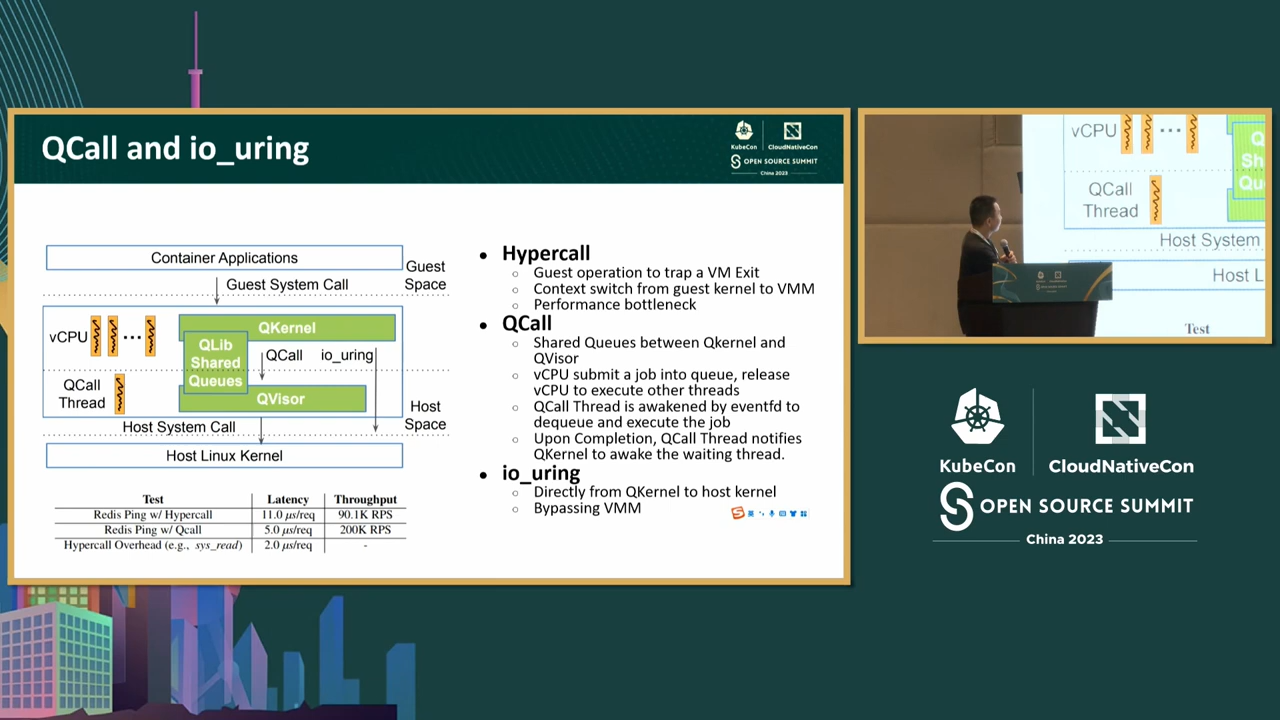 QCall and io_uring
KubeCon
CloudNativeCon
OPEN SOURCE SUMMIT
China 2023
Container Applications
Guest Space
Guest System Call
vCPU
...
QKernel
QLib Shared Queues
QCall
io_uring
QCall Thread
QVisor
Host Space
Host System Call
Host Linux Kernel
Test Latency Throughput
Redis Ping w/ Hypercall 11.0 μs/req 90.1K RPS
Redis Ping w/ Qcall 5.0 μs/req 200K RPS
Hypercall Overhead (e.g., sys_read) 2.0 μs/req -
• Hypercall
○ Guest operation to trap a VM Exit
○ Context switch from guest kernel to VMM
○ Performance bottleneck
• QCall
○ Shared Queues between Qkernel and
QVisor
○ vCPU submit a job into queue, release
vCPU to execute other threads
○ QCall Thread is awakened by eventfd to
dequeue and execute the job
○ Upon Completion, QCall Thread notifies
QKernel to awake the waiting thread.
• io_uring
○ Directly from QKernel to host kernel
○ Bypassing VMM
英
vCPU
...
Q
Sh
Qu
QCall
Thread
Host System
Host L
Test
KubeCon
CloudNativeCon
OPEN SOURCE SUMMIT
China 2023